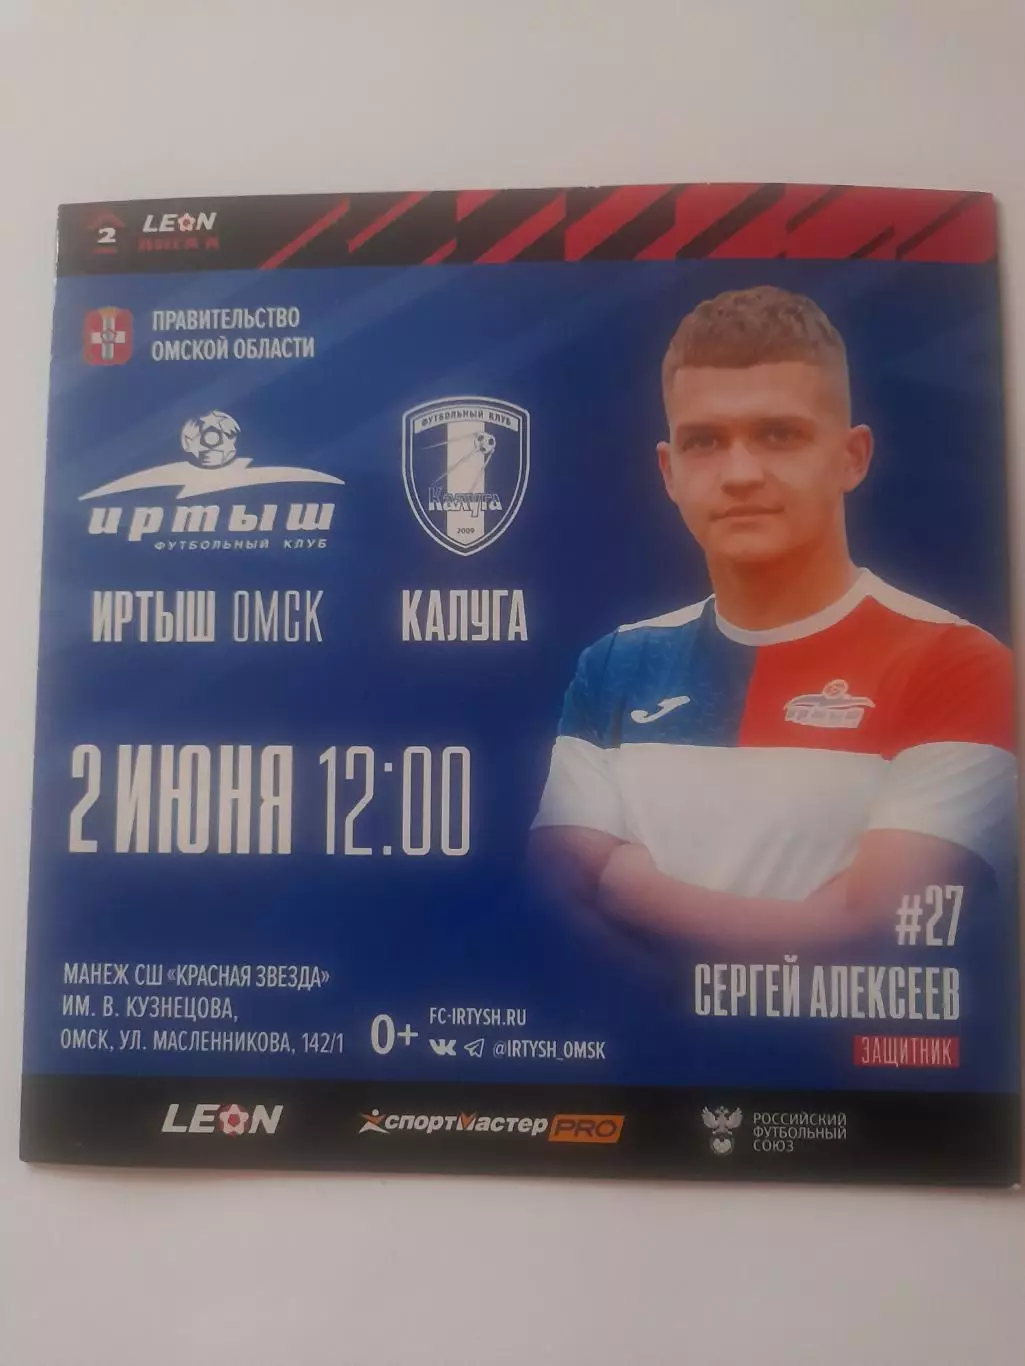 2
LEON
ПРАВИТЕЛЬСТВО
ОМСКОЙ ОБЛАСТИ
иртыш
ФУТБОЛЬНЫЙ КЛУБ
ФУТБОЛЬНЫЙ КЛУБ
Калуга
2009
ИРТЫШ ОМСК
КАЛУГА
иртыш
2 ИЮНЯ 12:00
#27
СЕРГЕЙ АЛЕКСЕЕВ
ЗАЩИТНИК
МАНЕЖ СШ «КРАСНАЯ ЗВЕЗДА»
ИМ. В. КУЗНЕЦОВА,
ОМСК, УЛ. МАСЛЕННИКОВА, 142/1
0+
FC-IRTYSH.RU
@IRTYSH_OMSK
LEON
СПОРТМАСТЕР PRO
РОССИЙСКИЙ
ФУТБОЛЬНЫЙ
СОЮЗ